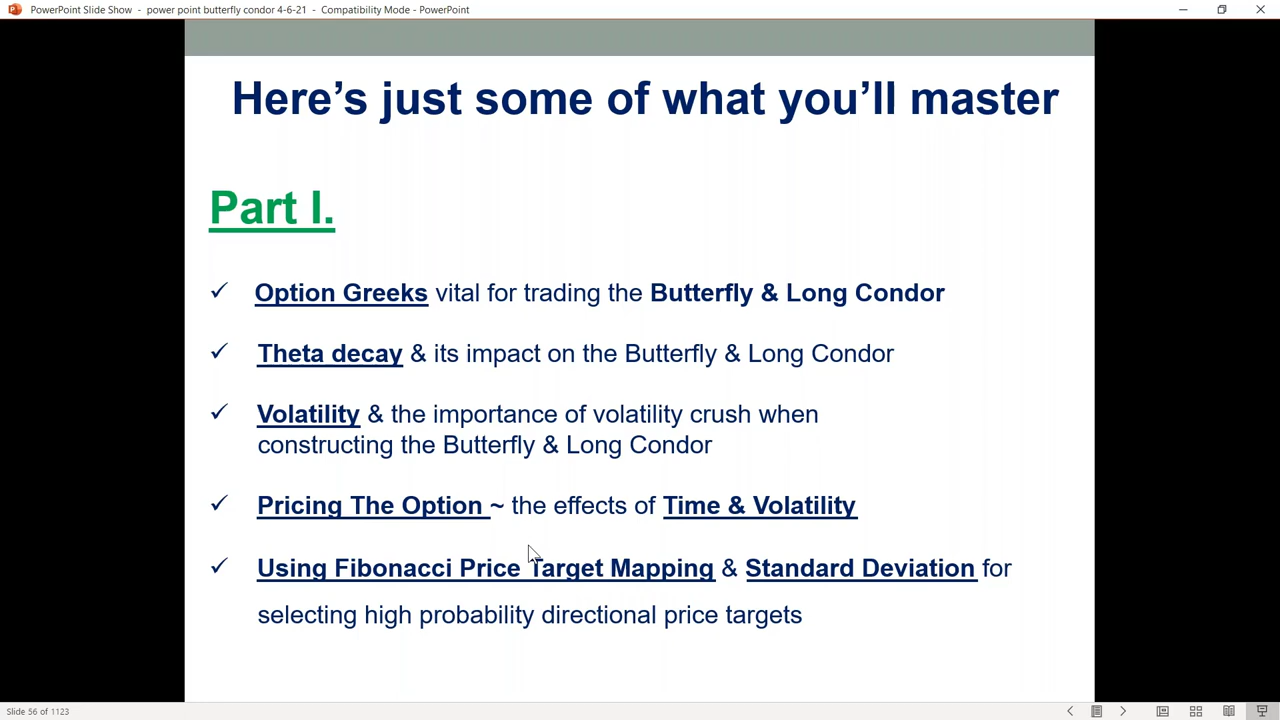 PowerPoint Slide Show - power point butterfly condor 4-6-21 - Compatibility Mode - PowerPoint
Here's just some of what you'll master
Part I.
✓ Option Greeks vital for trading the Butterfly & Long Condor
✓ Theta decay & its impact on the Butterfly & Long Condor
✓ Volatility & the importance of volatility crush when
constructing the Butterfly & Long Condor
✓ Pricing The Option ~ the effects of Time & Volatility
✓ Using Fibonacci Price Target Mapping & Standard Deviation for
selecting high probability directional price targets
Slide 56 of 1123